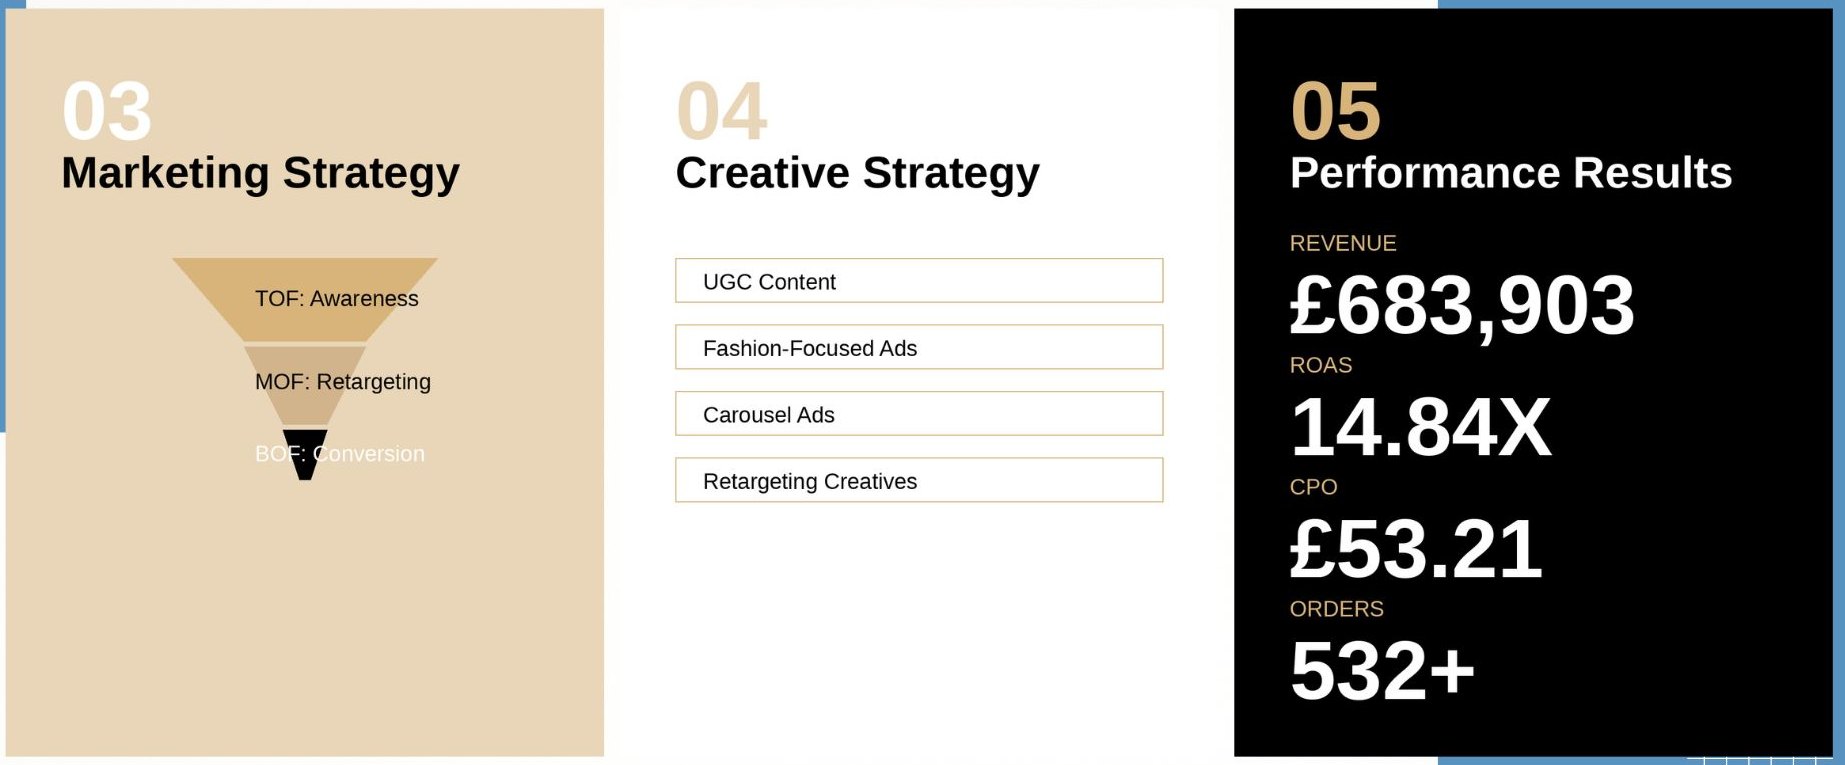 03
Marketing Strategy
TOF: Awareness
MOF: Retargeting
BOF: Conversion
04
Creative Strategy
UGC Content
Fashion-Focused Ads
Carousel Ads
Retargeting Creatives
05
Performance Results
REVENUE
£683,903
ROAS
14.84X
CPO
£53.21
ORDERS
532+